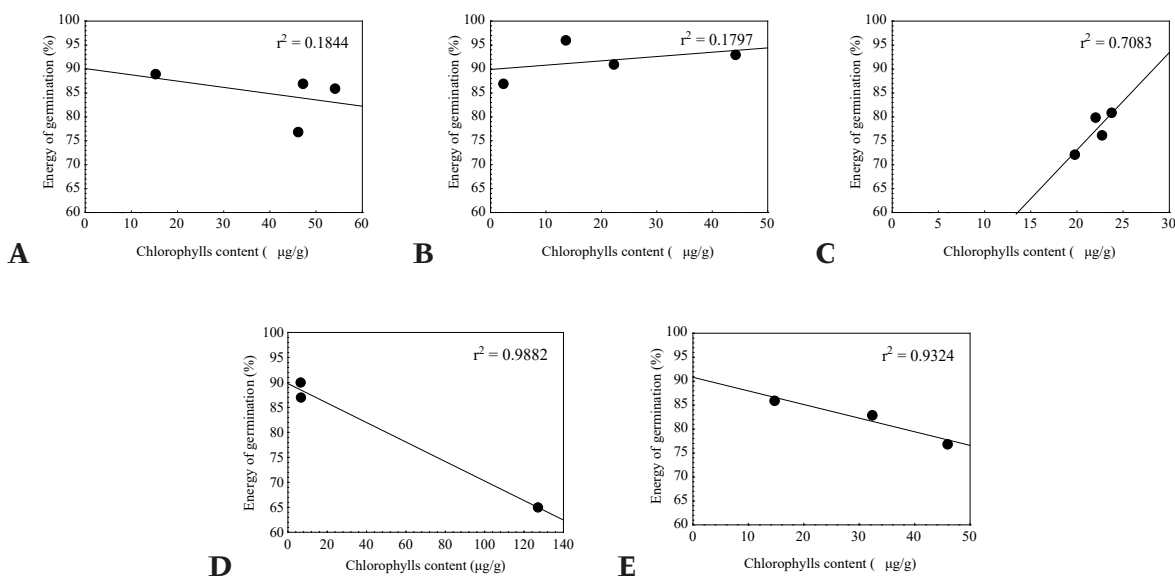 100
95
90
85
80
75
70
65
60
Energy of germination (%)
r² = 0.1844
0 10 20 30 40 50 60
Chlorophylls content ( μg/g)
A
100
95
90
85
80
75
70
65
60
Energy of germination (%)
r² = 0.1797
0 10 20 30 40 50
Chlorophylls content ( μg/g)
B
100
95
90
85
80
75
70
65
60
Energy of germination (%)
r² = 0.7083
0 5 10 15 20 25 30
Chlorophylls content ( μg/g)
C
100
95
90
85
80
75
70
65
60
Energy of germination (%)
r² = 0.9882
0 20 40 60 80 100 120 140
Chlorophylls content (μg/g)
D
100
95
90
85
80
75
70
65
60
Energy of germination (%)
r² = 0.9324
0 10 20 30 40 50
Chlorophylls content ( μg/g)
E